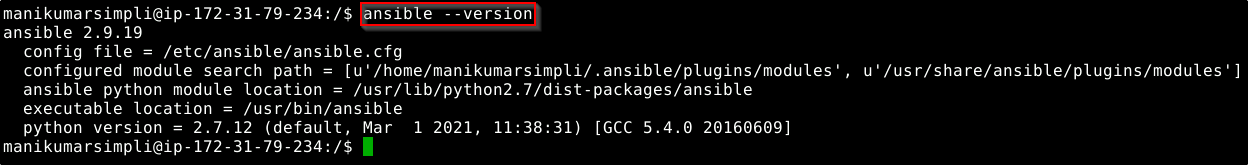 manikumarsimpli@ip-172-31-79-234:/$ ansible --version
ansible 2.9.19
  config file = /etc/ansible/ansible.cfg
  configured module search path = [u'/home/manikumarsimpli/.ansible/plugins/modules', u'/usr/share/ansible/plugins/modules']
  ansible python module location = /usr/lib/python2.7/dist-packages/ansible
  executable location = /usr/bin/ansible
  python version = 2.7.12 (default, Mar  1 2021, 11:38:31) [GCC 5.4.0 20160609]
manikumarsimpli@ip-172-31-79-234:/$